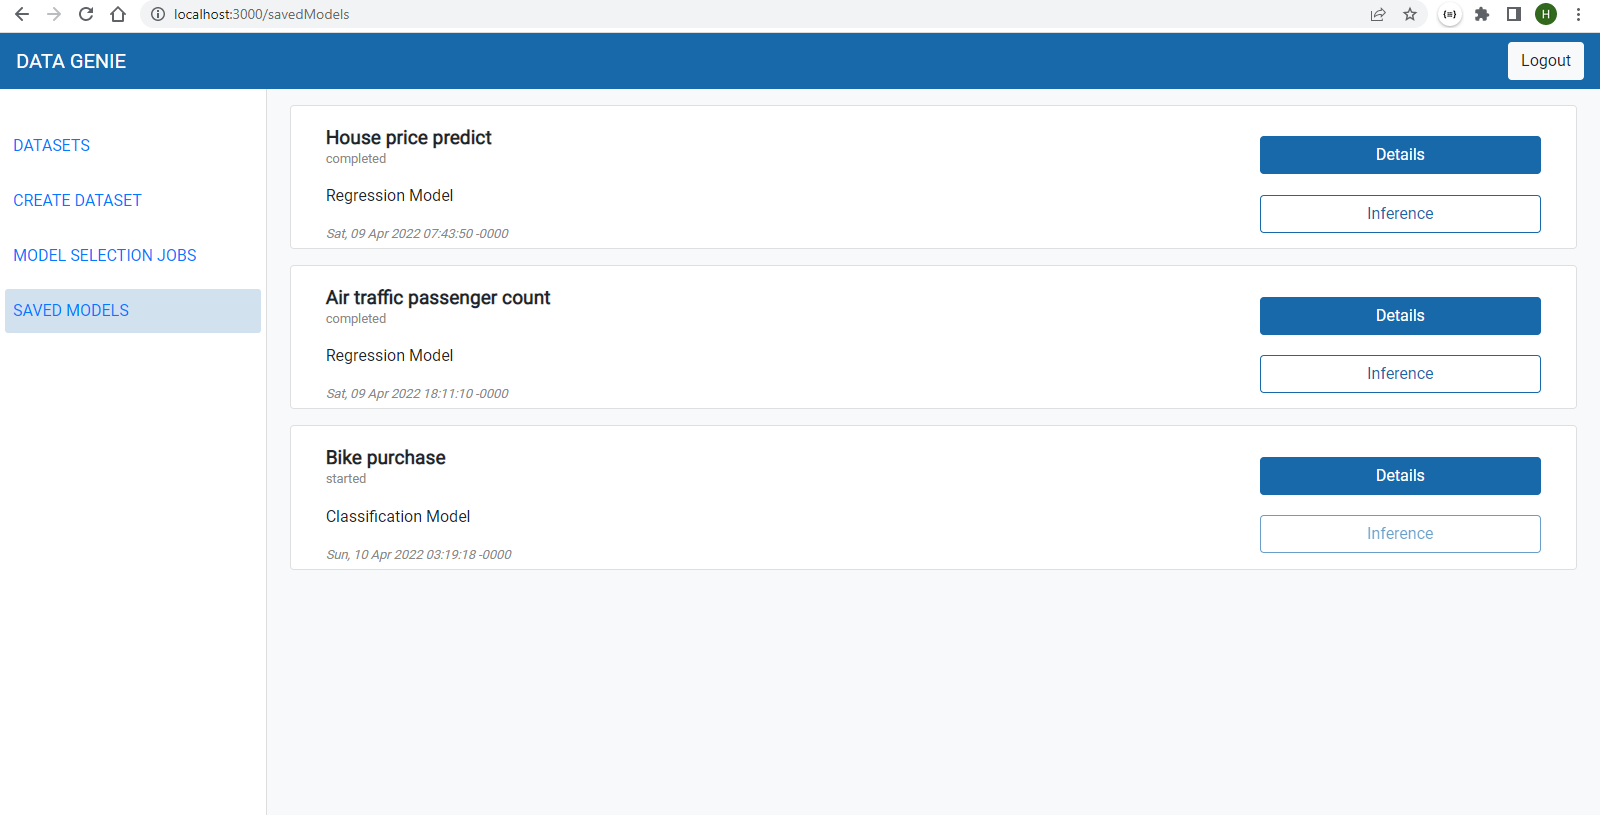 localhost:3000/savedModels
H
DATA GENIE
Logout
DATASETS
CREATE DATASET
MODEL SELECTION JOBS
SAVED MODELS
House price predict
completed
Regression Model
Sat, 09 Apr 2022 07:43:50 -0000
Details
Inference
Air traffic passenger count
completed
Regression Model
Sat, 09 Apr 2022 18:11:10 -0000
Details
Inference
Bike purchase
started
Classification Model
Sun, 10 Apr 2022 03:19:18 -0000
Details
Inference